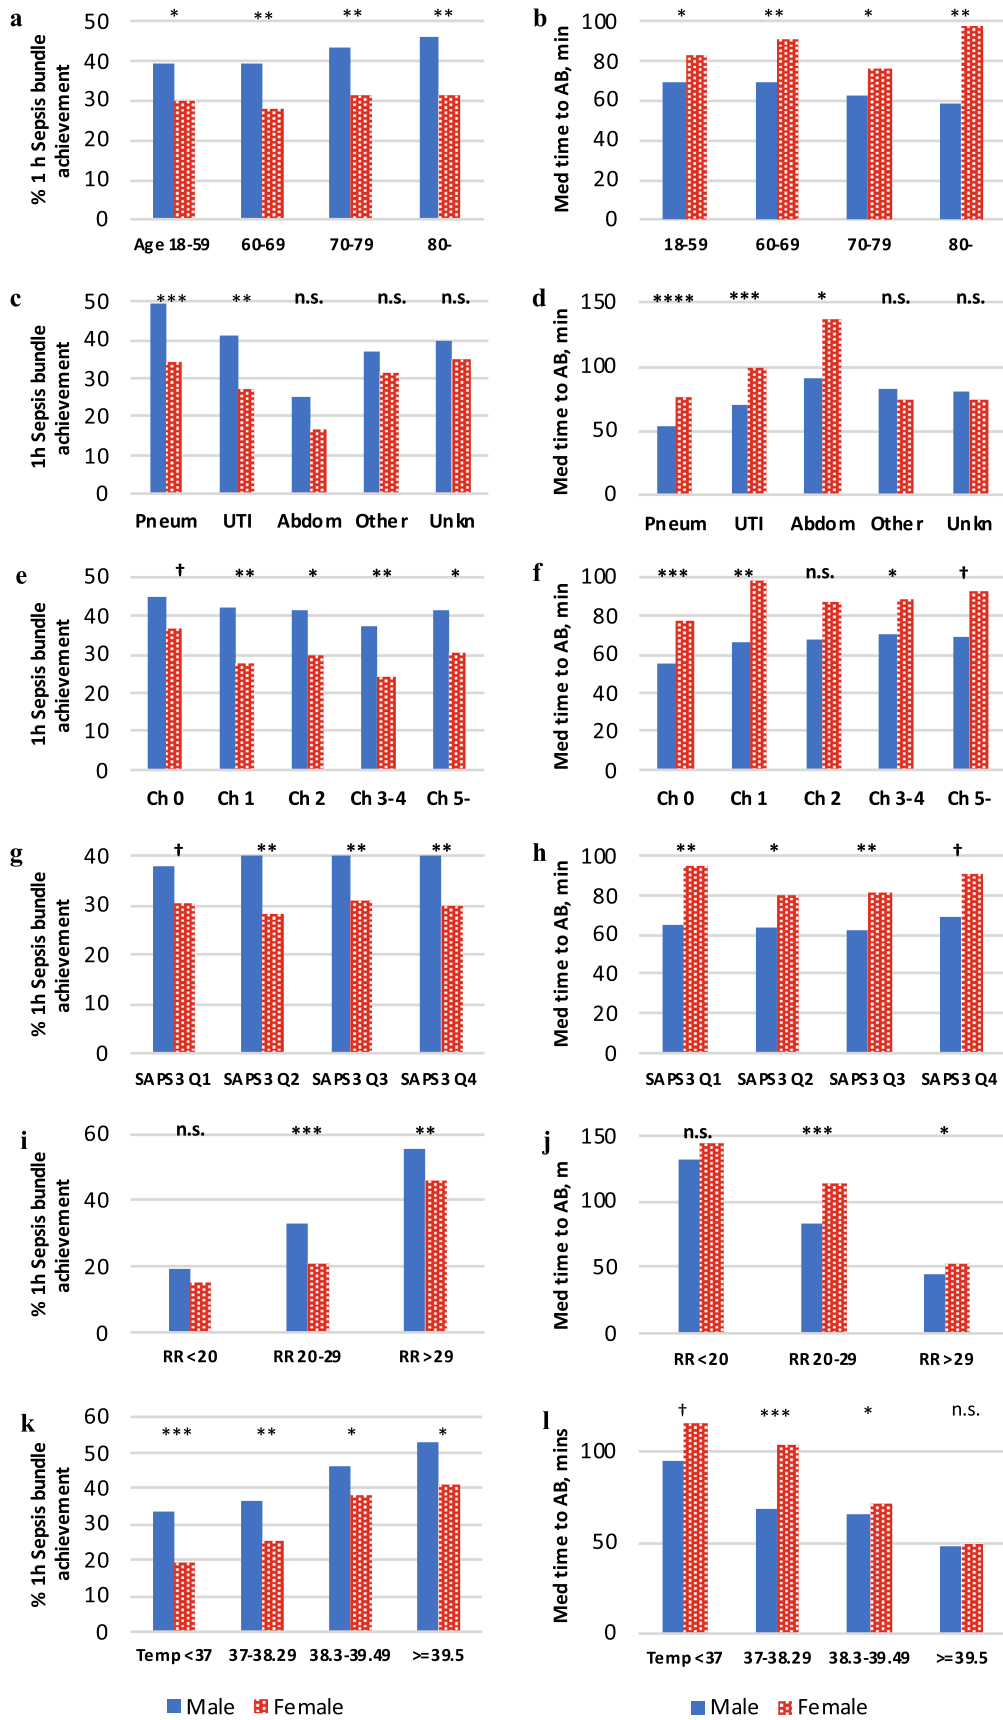 a
% 1 h Sepsis bundle
achievement
50
40
30
20
10
0
* ** ** **
Age 18-59 60-69 70-79 80-
b
Med time to AB, min
100
80
60
40
20
0
* ** * **
18-59 60-69 70-79 80-
c
1h Sepsis bundle
achievement
50
40
30
20
10
0
*** ** n.s. n.s. n.s.
Pneum UTI Abdom Other Unkn
d
Med time to AB, min
150
100
50
0
**** *** * n.s. n.s.
Pneum UTI Abdom Other Unkn
e
1h Sepsis bundle
achievement
50
40
30
20
10
0
† ** * ** *
Ch 0 Ch 1 Ch 2 Ch 3-4 Ch 5-
f
Med time to AB, min
100
80
60
40
20
0
*** ** n.s. * †
Ch 0 Ch 1 Ch 2 Ch 3-4 Ch 5-
g
% 1h Sepsis bundle
achievement
40
30
20
10
0
† ** ** **
SAPS3 Q1 SAPS3 Q2 SAPS3 Q3 SAPS3 Q4
h
Med time to AB, min
100
80
60
40
20
0
** * ** †
SAPS3 Q1 SAPS3 Q2 SAPS3 Q3 SAPS3 Q4
i
% 1h Sepsis bundle
achievement
60
40
20
0
n.s. *** **
RR <20 RR 20-29 RR >29
j
Med time to AB, m
150
100
50
0
n.s. *** *
RR <20 RR 20-29 RR >29
k
% 1h Sepsis bundle
achievement
60
50
40
30
20
10
0
*** ** * *
Temp <37 37-38.29 38.3-39.49 >=39.5
l
Med time to AB, mins
100
50
0
† *** * n.s.
Temp <37 37-38.29 38.3-39.49 >=39.5
Male Female
Male Female